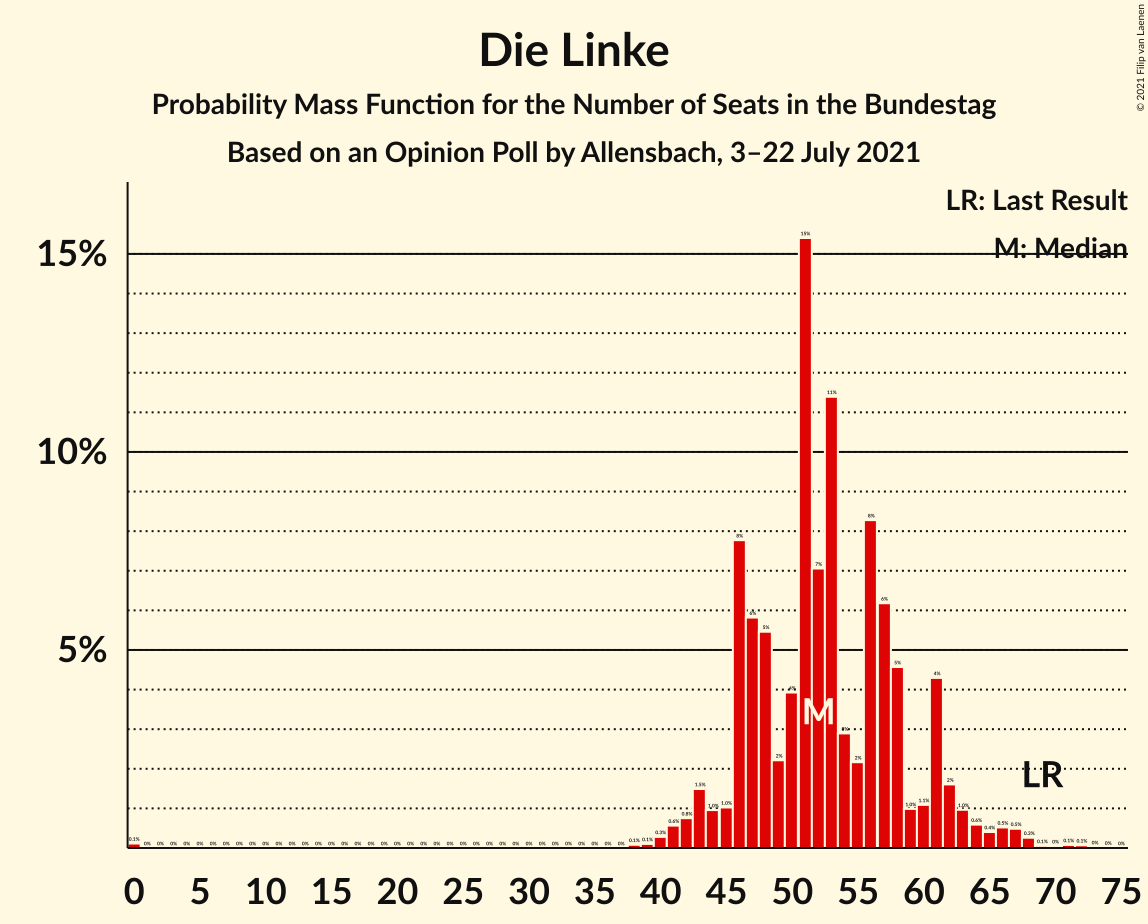 © 2021 Filip van Laenen
Die Linke
Probability Mass Function for the Number of Seats in the Bundestag
Based on an Opinion Poll by Allensbach, 3–22 July 2021
LR: Last Result
M: Median
15%
10%
5%
M
LR
0 5 10 15 20 25 30 35 40 45 50 55 60 65 70 75